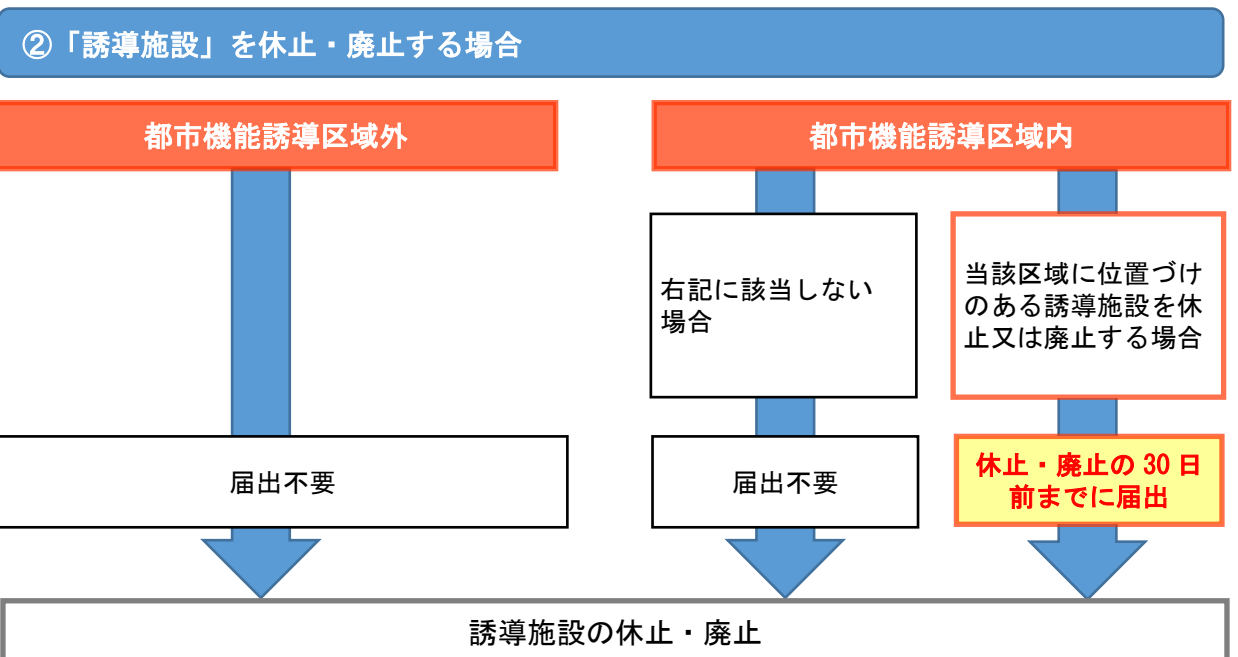 ②「誘導施設」を休止・廃止する場合
都市機能誘導区域外
都市機能誘導区域内
右記に該当しない
場合
当該区域に位置づけ
のある誘導施設を休
止又は廃止する場合
届出不要
届出不要
休止・廃止の 30 日
前までに届出
誘導施設の休止・廃止